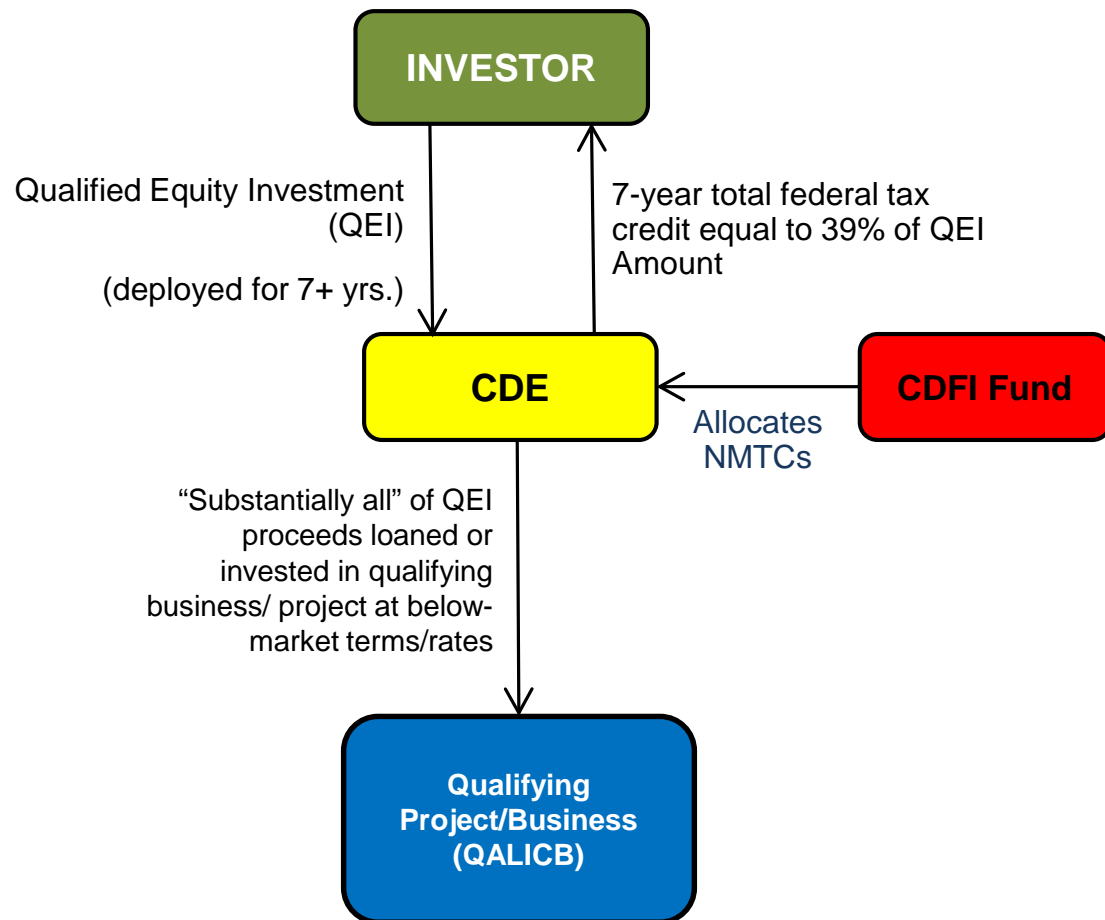 INVESTOR
Qualified Equity Investment
(QEI)
(deployed for 7+ yrs.)
7-year total federal tax
credit equal to 39% of QEI
Amount
CDE
CDFI Fund
Allocates
NMTCs
“Substantially all” of QEI
proceeds loaned or
invested in qualifying
business/ project at below-
market terms/rates
Qualifying
Project/Business
(QALICB)